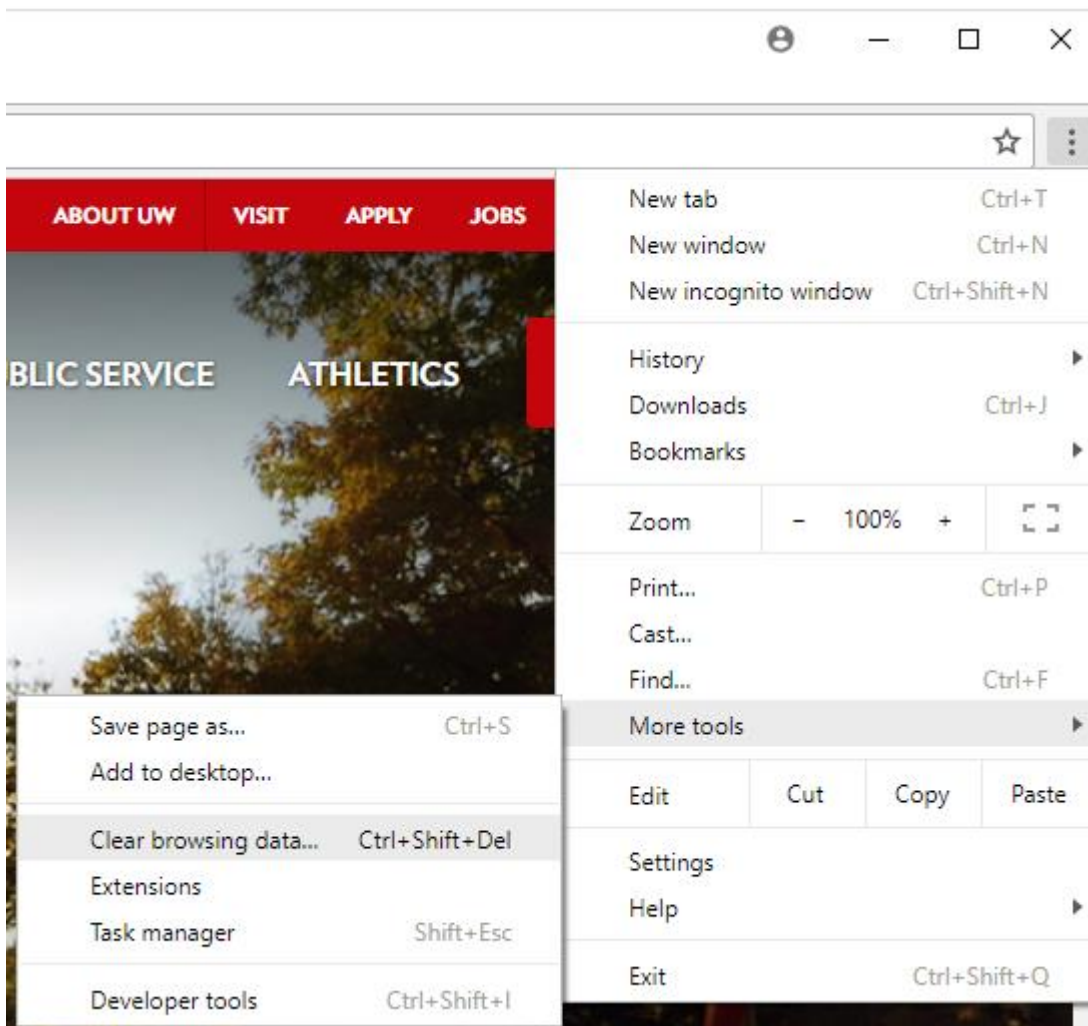 ABOUT UW VISIT APPLY JOBS
BLIC SERVICE ATHLETICS
New tab Ctrl+T
New window Ctrl+N
New incognito window Ctrl+Shift+N
History
Downloads Ctrl+J
Bookmarks
Zoom − 100% +
Print... Ctrl+P
Cast...
Find... Ctrl+F
More tools
Edit Cut Copy Paste
Settings
Help
Exit Ctrl+Shift+Q
Save page as... Ctrl+S
Add to desktop...
Clear browsing data... Ctrl+Shift+Del
Extensions
Task manager Shift+Esc
Developer tools Ctrl+Shift+I